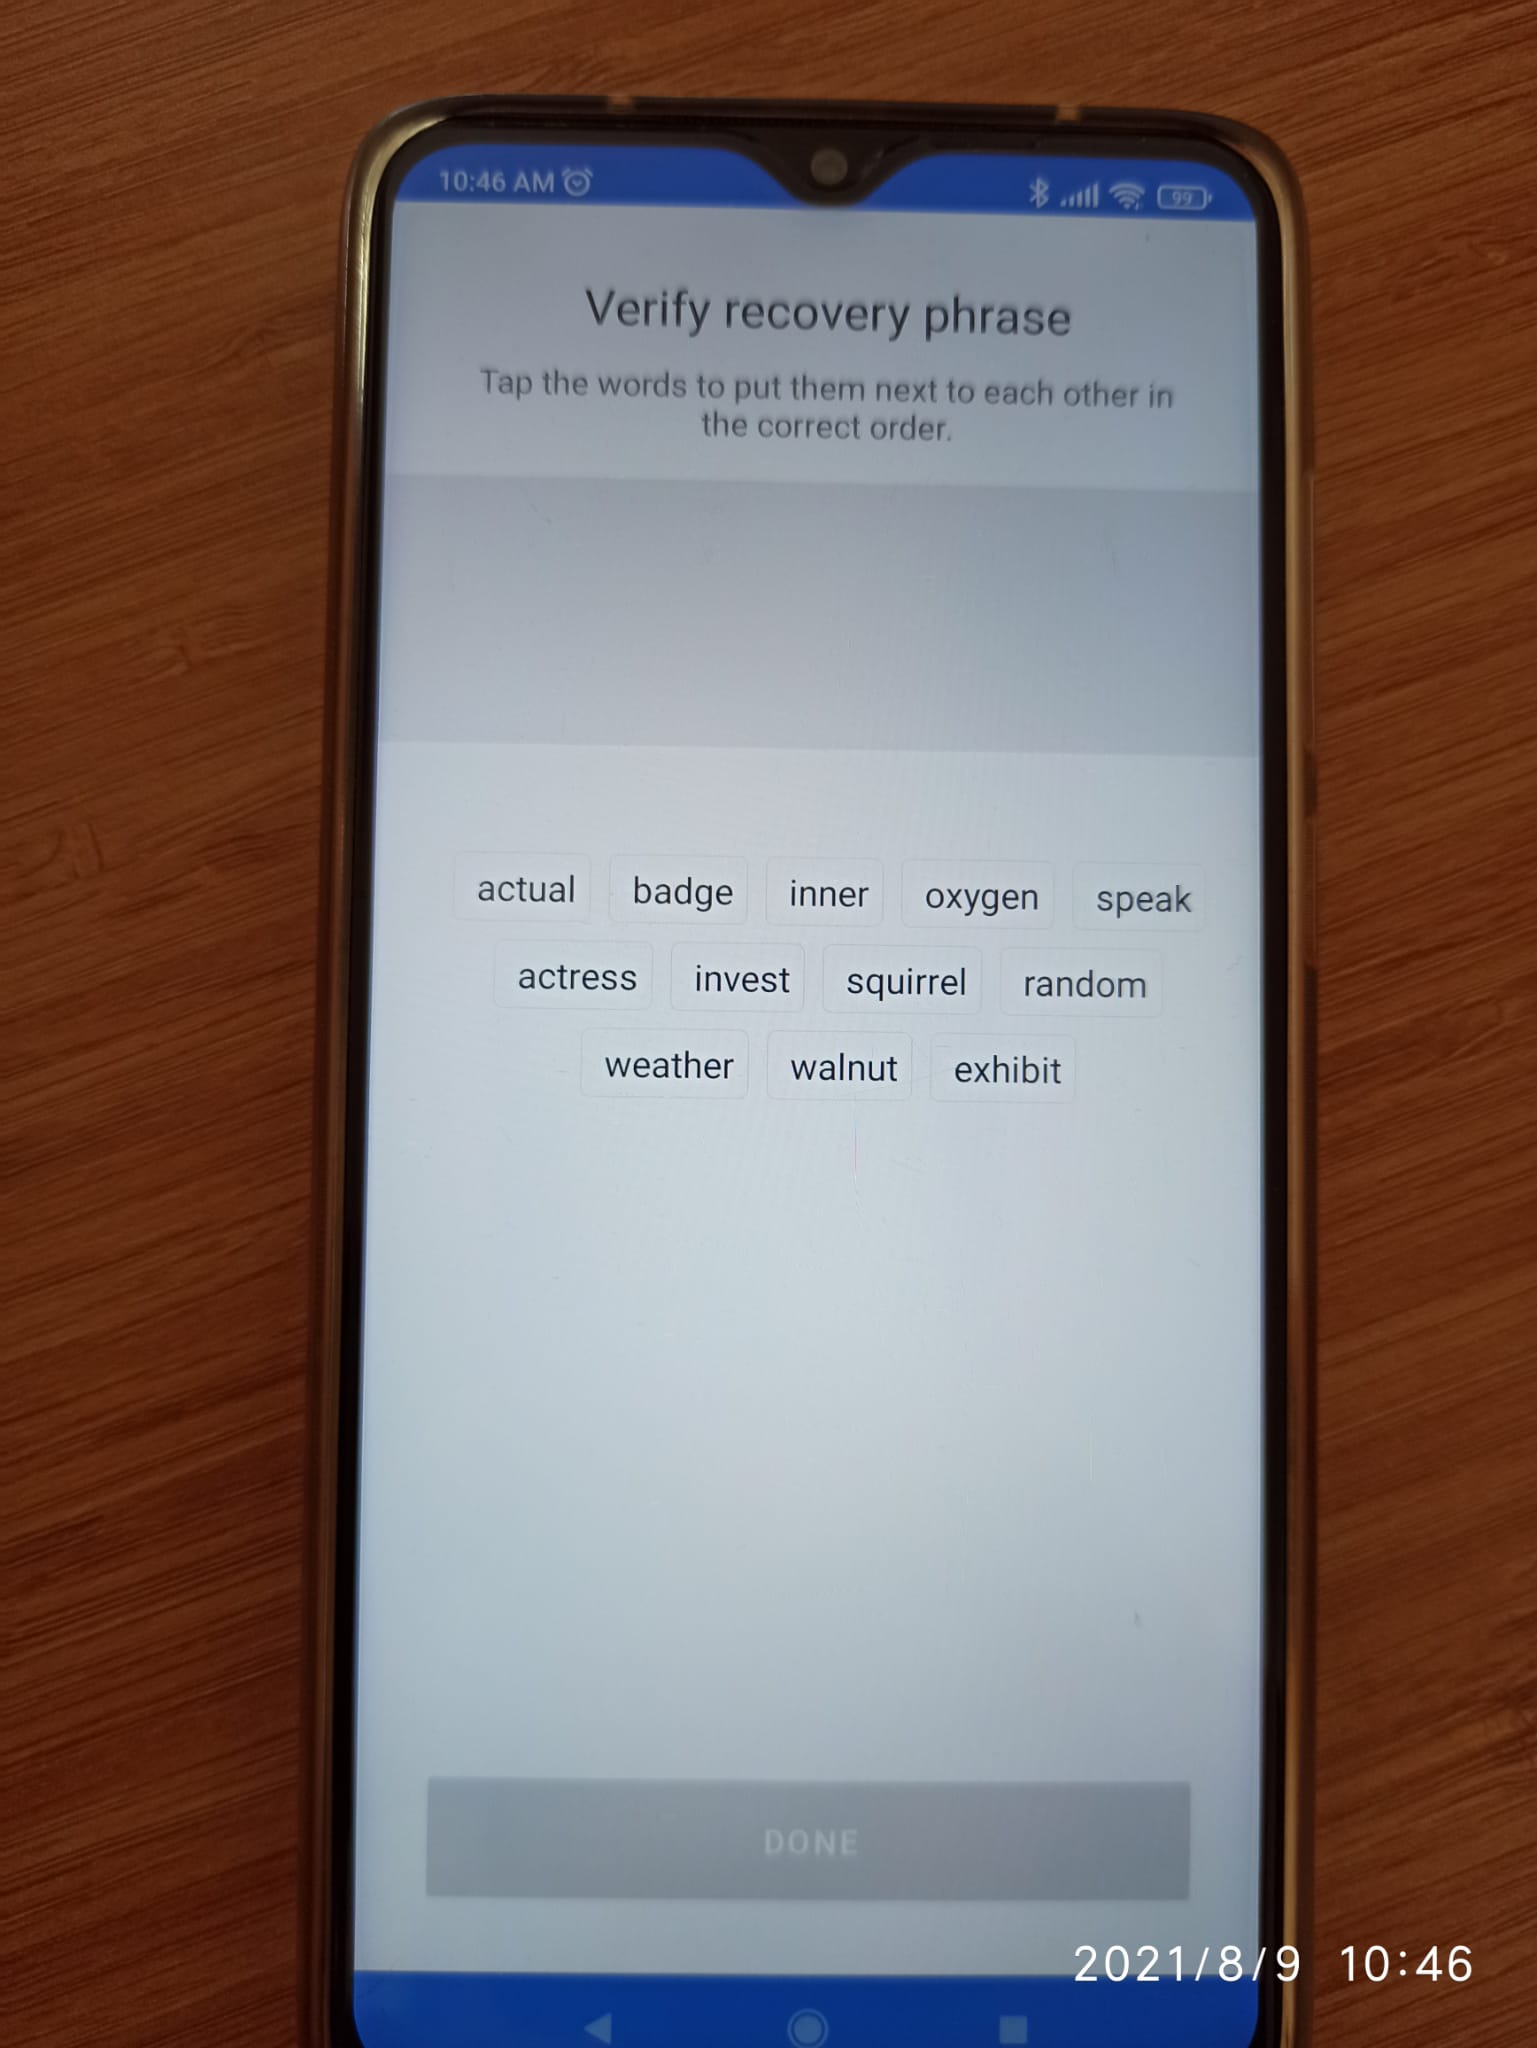 10:46 AM
99
Verify recovery phrase
Tap the words to put them next to each other in
the correct order.
actual badge inner oxygen speak
actress invest squirrel random
weather walnut exhibit
DONE
2021/8/9 10:46